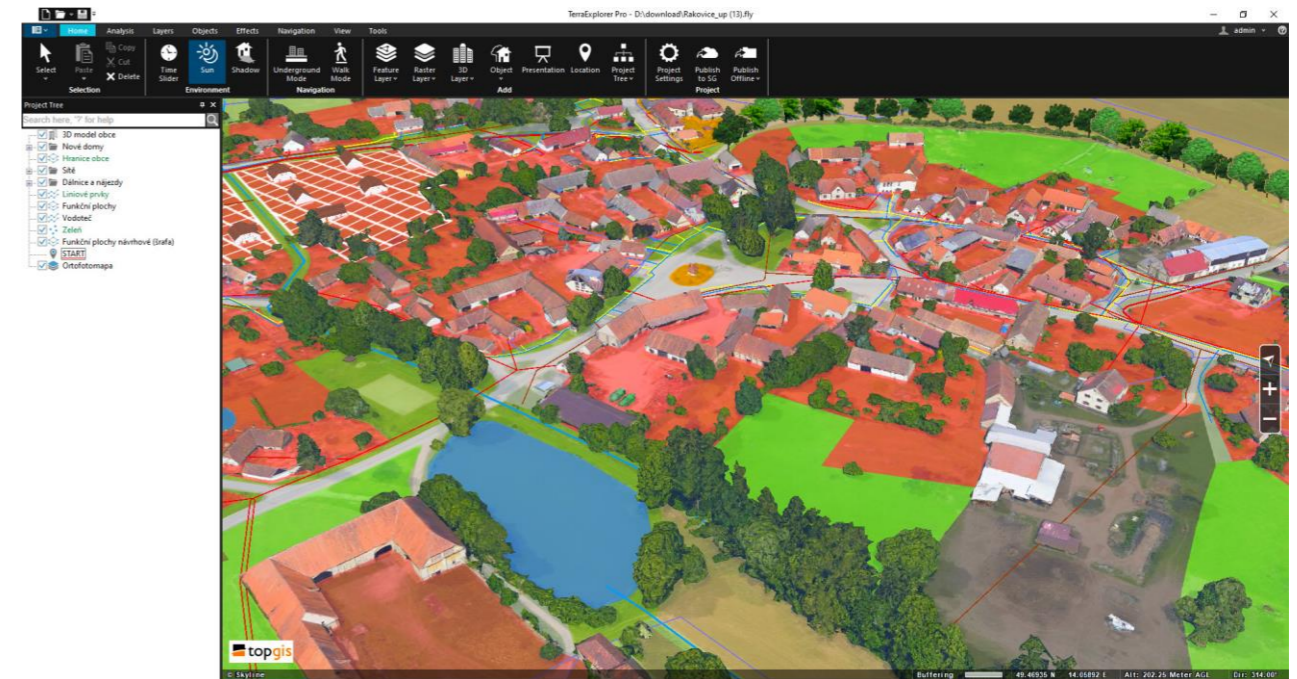 TerraExplorer Pro - D:\download\Rakovice_up (13).fly
Home Analysis Layers Objects Effects Navigation View Tools admin
Select Paste Copy Cut Delete Time Slider Sun Shadow Underground Mode Walk Mode Feature Layer Raster Layer 3D Layer Object Presentation Location Project Tree Project Settings Publish to SG Publish Offline
Selection Environment Navigation Add Project
Project Tree
Search here, '?' for help
3D model obce
Nové domy
Hranice obce
Sítě
Dálnice a nájezdy
Liniové prvky
Funkční plochy
Vodoteč
Zeleň
Funkční plochy návrhové (šrafa)
START
Ortofotomapa
topgis
© Skyline Buffering 49.46935 N 14.05892 E Alt: 202.25 Meter AGL Dir: 314.00°